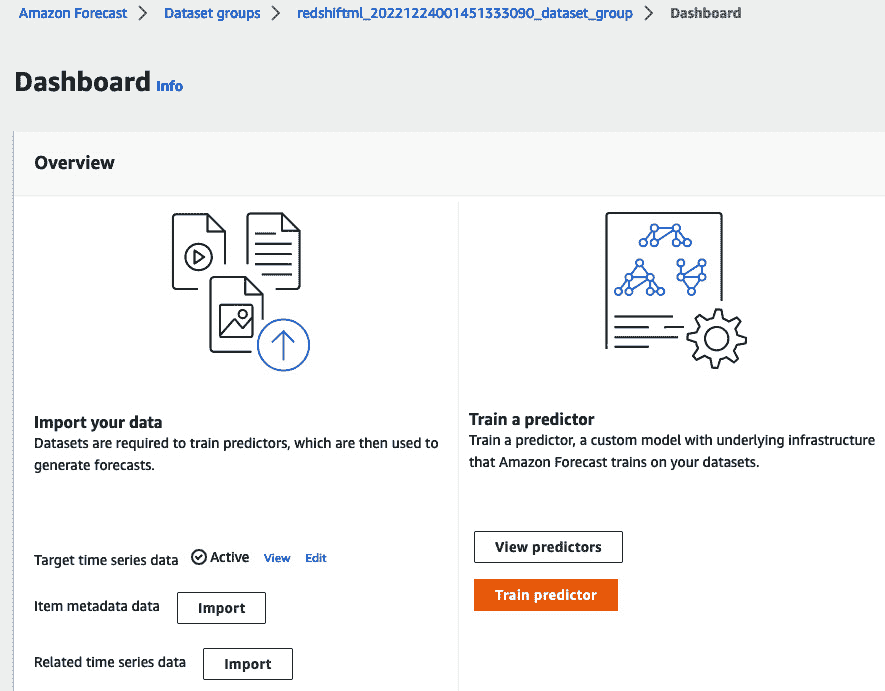 Amazon Forecast > Dataset groups > redshiftml_20221224001451333090_dataset_group > Dashboard
Dashboard Info
Overview
Import your data
Datasets are required to train predictors, which are then used to
generate forecasts.
Target time series data Active View Edit
Item metadata data Import
Related time series data Import
Train a predictor
Train a predictor, a custom model with underlying infrastructure
that Amazon Forecast trains on your datasets.
View predictors
Train predictor